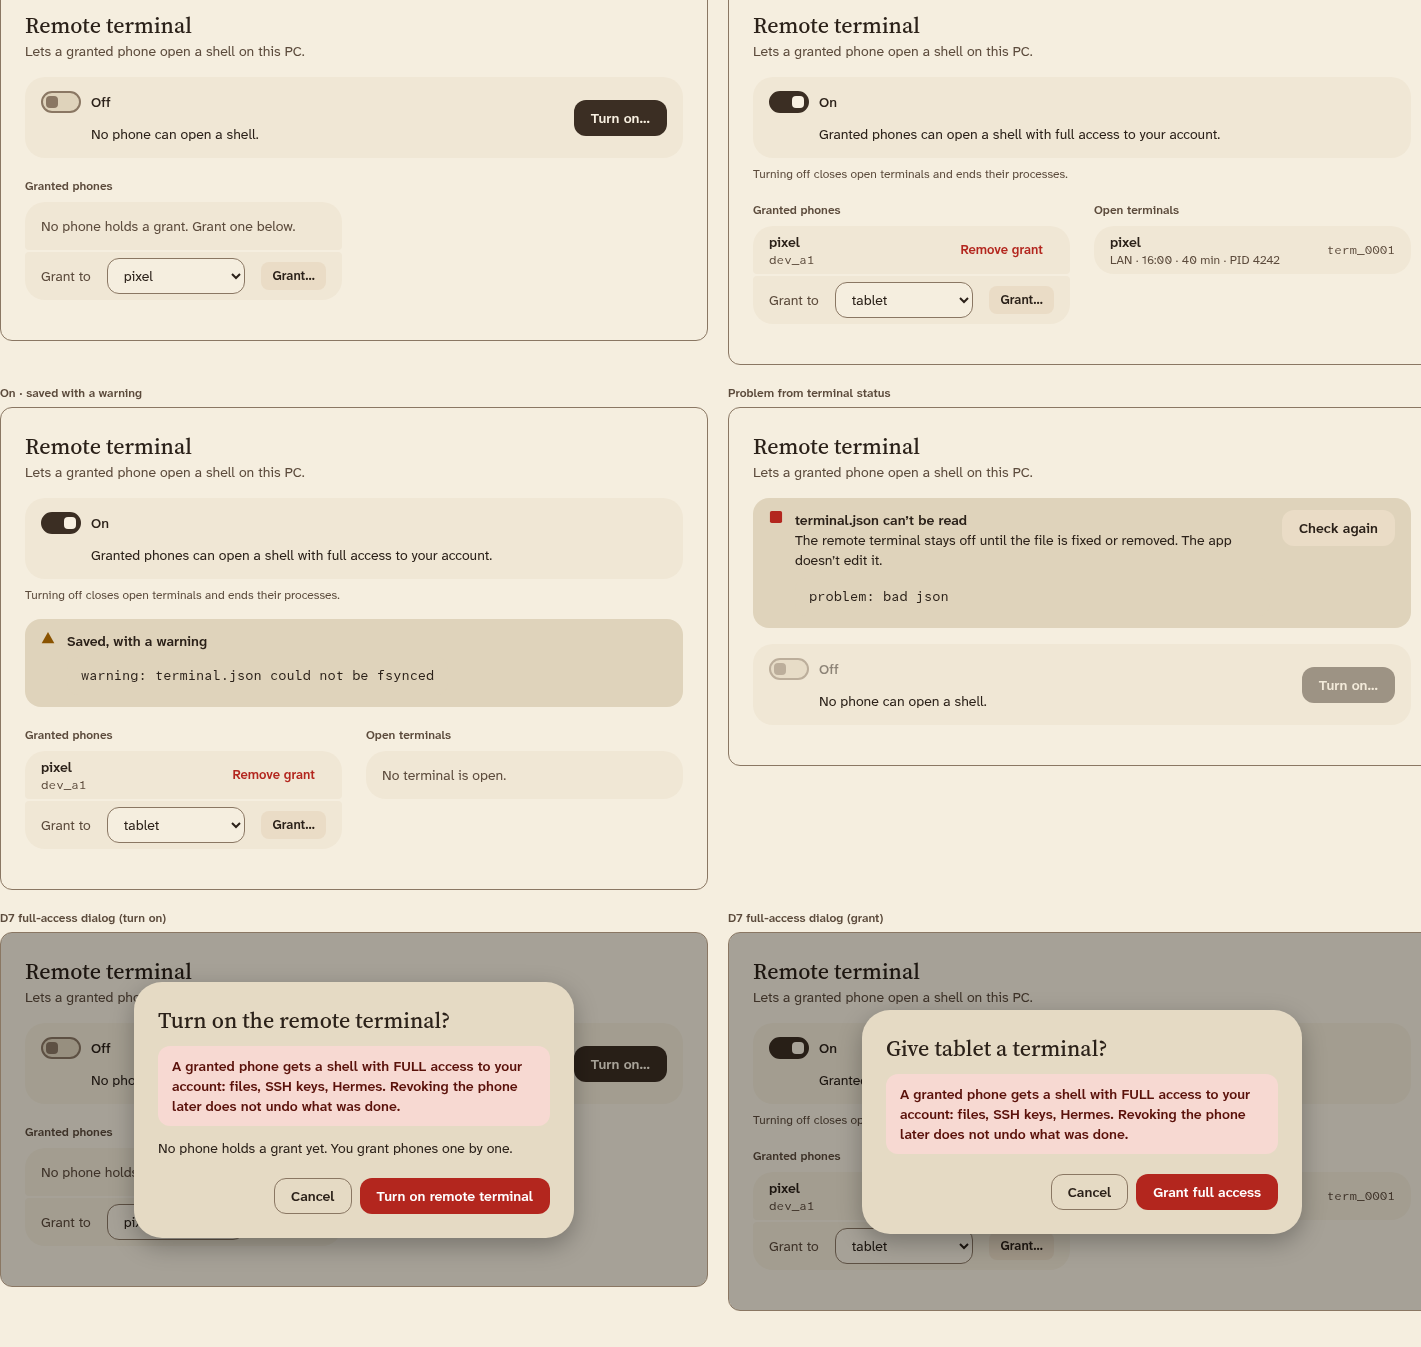 Remote terminal
Lets a granted phone open a shell on this PC.
Off
No phone can open a shell.
Turn on...
Granted phones
No phone holds a grant. Grant one below.
Grant to
pixel
Grant...
Remote terminal
Lets a granted phone open a shell on this PC.
On
Granted phones can open a shell with full access to your account.
Turning off closes open terminals and ends their processes.
Granted phones
pixel
dev_a1
Remove grant
Grant to
tablet
Grant...
Open terminals
pixel
LAN · 16:00 · 40 min · PID 4242
term_0001
On · saved with a warning
Remote terminal
Lets a granted phone open a shell on this PC.
On
Granted phones can open a shell with full access to your account.
Turning off closes open terminals and ends their processes.
Saved, with a warning
warning: terminal.json could not be fsynced
Granted phones
pixel
dev_a1
Remove grant
Grant to
tablet
Grant...
Open terminals
No terminal is open.
Problem from terminal status
Remote terminal
Lets a granted phone open a shell on this PC.
terminal.json can't be read
The remote terminal stays off until the file is fixed or removed. The app
doesn't edit it.
problem: bad json
Check again
Off
No phone can open a shell.
Turn on...
D7 full-access dialog (turn on)
Remote terminal
Lets a granted pho
Off
No pho
Turn on...
Granted phones
No phone holds
Grant to
pi
Turn on the remote terminal?
A granted phone gets a shell with FULL access to your
account: files, SSH keys, Hermes. Revoking the phone
later does not undo what was done.
No phone holds a grant yet. You grant phones one by one.
Cancel
Turn on remote terminal
D7 full-access dialog (grant)
Remote terminal
Lets a granted phone open a shell on this PC.
On
Grante
Turning off closes op
Granted phones
pixel
dev_a1
term_0001
Grant to
tablet
Grant...
Give tablet a terminal?
A granted phone gets a shell with FULL access to your
account: files, SSH keys, Hermes. Revoking the phone
later does not undo what was done.
Cancel
Grant full access